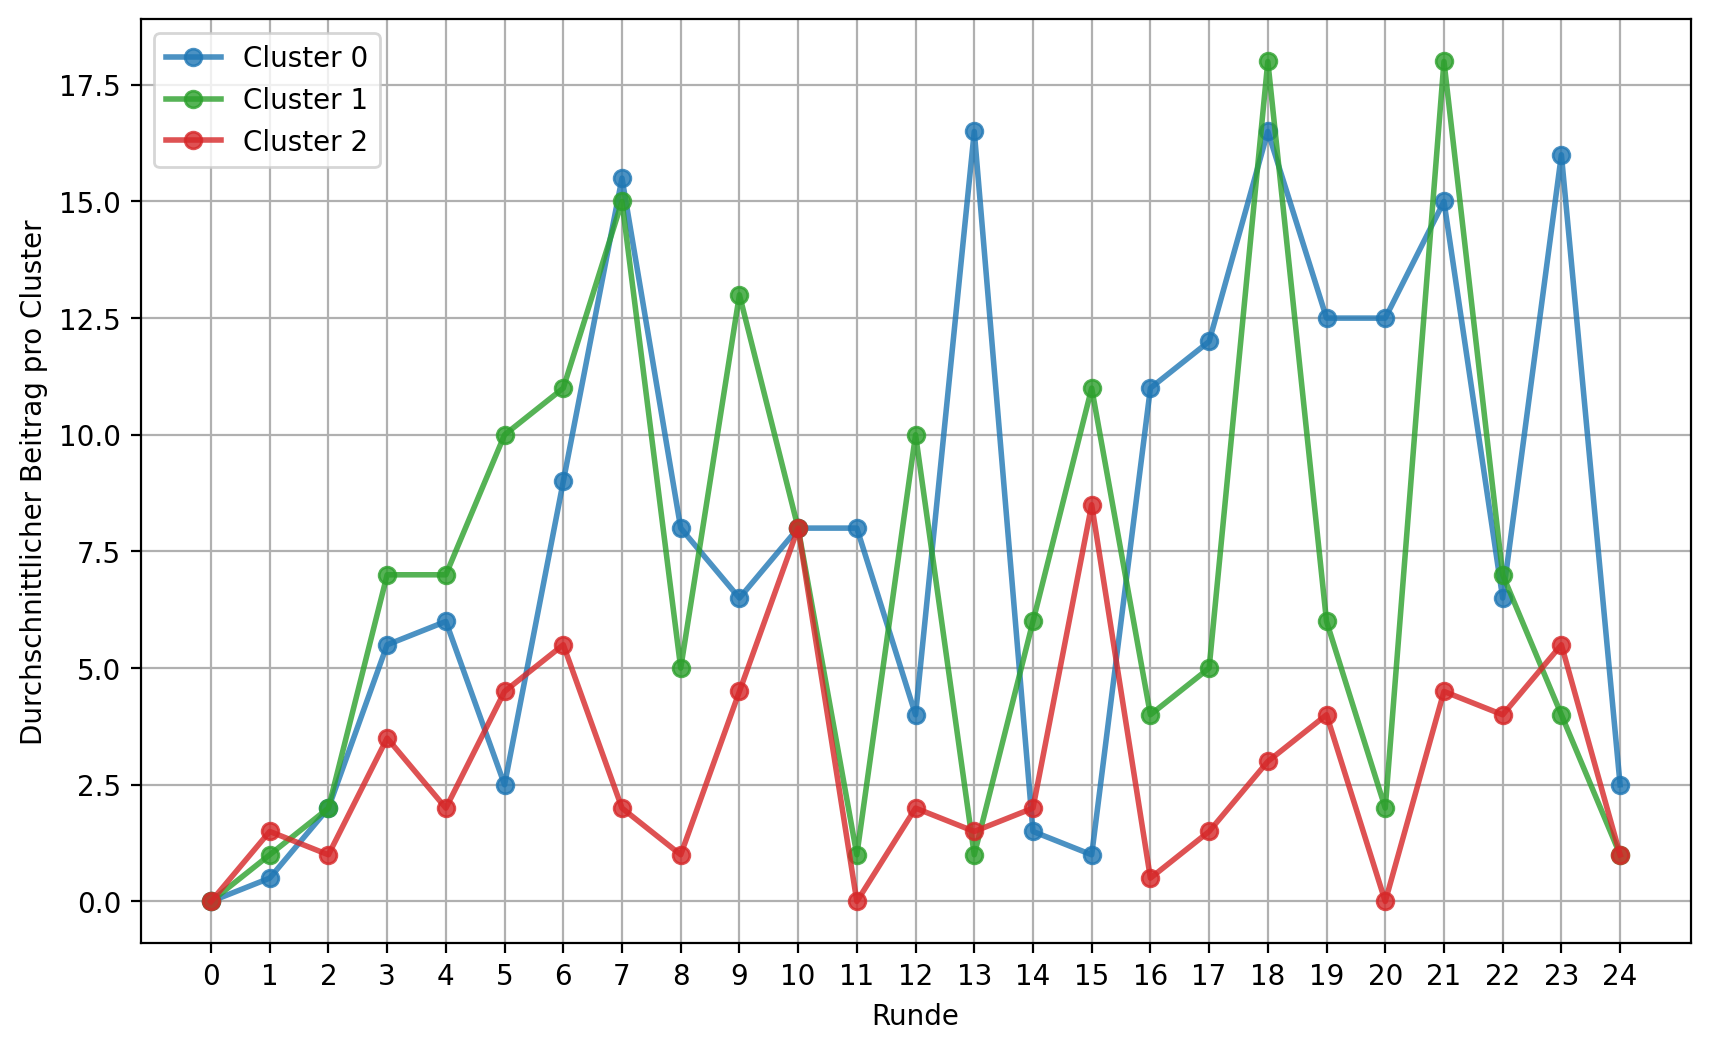 Cluster 0
Cluster 1
Cluster 2
Durchschnittlicher Beitrag pro Cluster
17.5
15.0
12.5
10.0
7.5
5.0
2.5
0.0
0 1 2 3 4 5 6 7 8 9 10 11 12 13 14 15 16 17 18 19 20 21 22 23 24
Runde